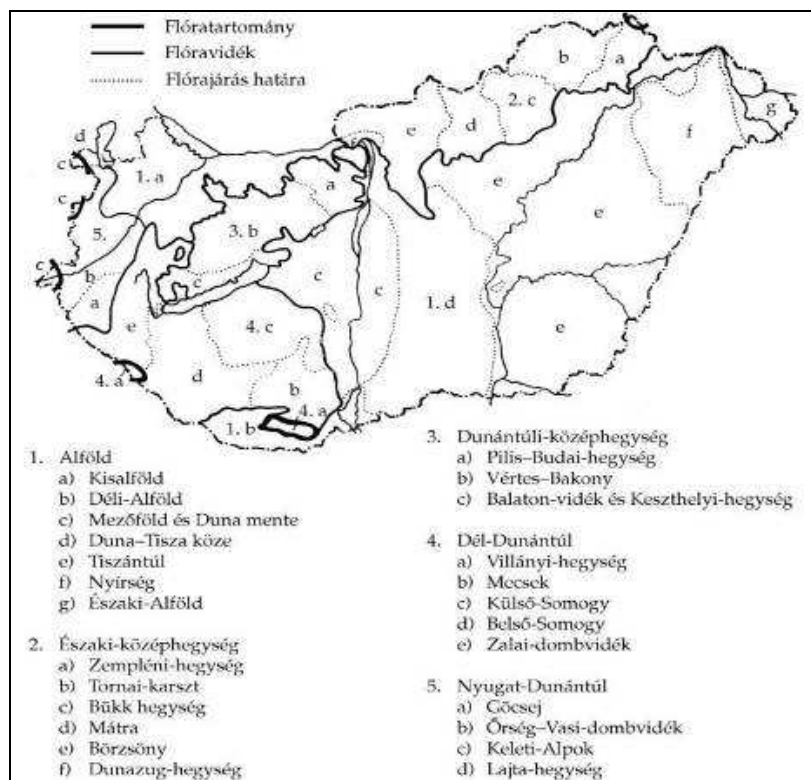 Flóratartomány
Flóravidék
Flórajárás határa
b
a
2. c
e
d
g
f
d
c
1. a
c
5.
a
3. b
e
c
b
a
c
e
c
c
1. d
e
e
4. c
d
4. a
b
4. a
1. b
1. Alföld
a) Kisalföld
b) Déli-Alföld
c) Mezőföld és Duna mente
d) Duna–Tisza köze
e) Tiszántúl
f) Nyírség
g) Északi-Alföld
2. Északi-középhegység
a) Zempléni-hegység
b) Tornai-karszt
c) Bükk hegység
d) Mátra
e) Börzsöny
f) Dunazug-hegység
3. Dunántúli-középhegység
a) Pilis–Budai-hegység
b) Vértes–Bakony
c) Balaton-vidék és Keszthelyi-hegység
4. Dél-Dunántúl
a) Villányi-hegység
b) Mecsek
c) Külső-Somogy
d) Belső-Somogy
e) Zalai-dombvidék
5. Nyugat-Dunántúl
a) Göcsej
b) Őrség–Vasi-dombvidék
c) Keleti-Alpok
d) Lajta-hegység